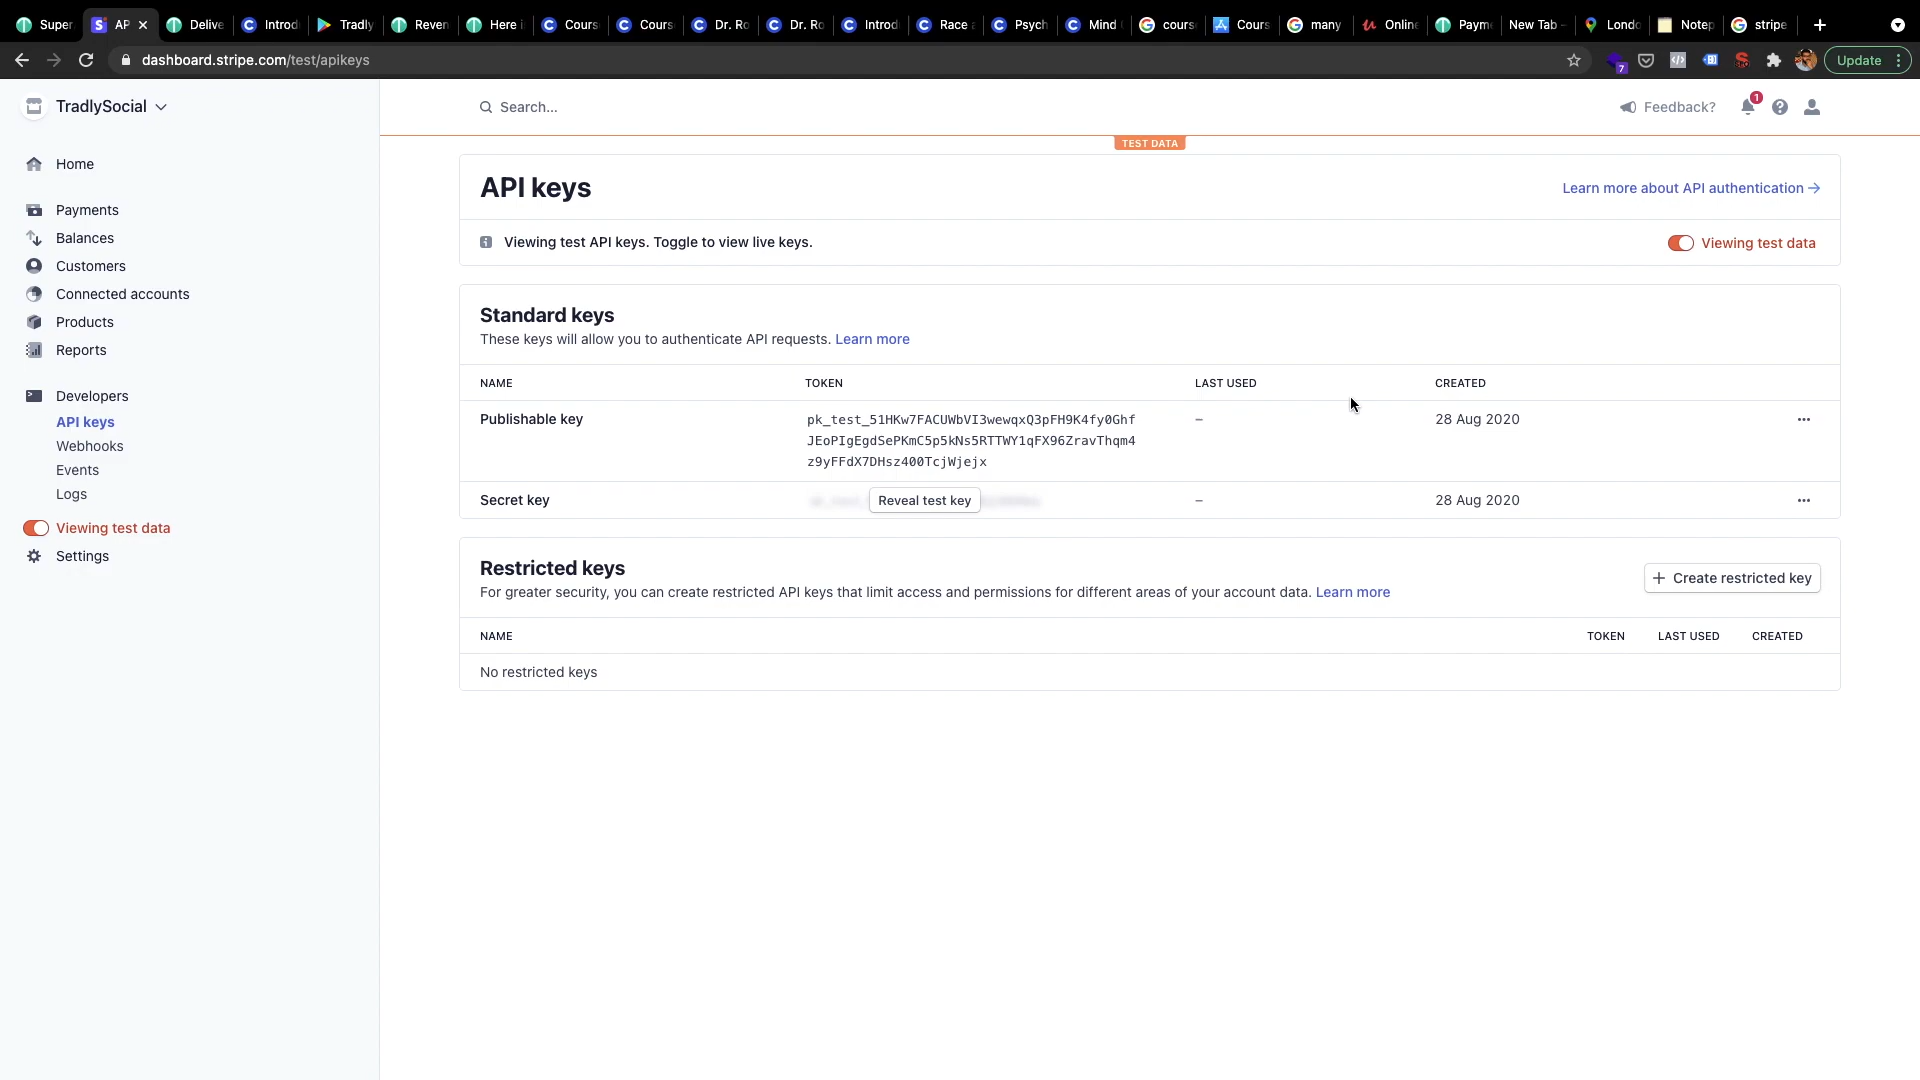 Super
AP
Delive
Introd
Tradly
Reven
Here i
Cours
Cours
Dr. Ro
Dr. Ro
Introd
Race a
Psych
Mind
cours
Cours
many
Onlin
Paym
New Tab
Londo
Notep
stripe
dashboard.stripe.com/test/apikeys
7
Update
TradlySocial
Search...
Feedback?
1
TEST DATA
Home
Payments
Balances
Customers
Connected accounts
Products
Reports
Developers
API keys
Webhooks
Events
Logs
Viewing test data
Settings
API keys
Learn more about API authentication →
Viewing test API keys. Toggle to view live keys.
Viewing test data
Standard keys
These keys will allow you to authenticate API requests. Learn more
NAME TOKEN LAST USED CREATED
Publishable key
pk_test_51HKw7FACUWbVI3wewqxQ3pFH9K4fy0Ghf
JEoPIgEgdSePKmC5p5kNs5RTTWY1qFX96ZravThqm4
z9yFFdX7DHsz400TcjWjejx
– 28 Aug 2020 ···
Secret key Reveal test key – 28 Aug 2020 ···
Restricted keys
For greater security, you can create restricted API keys that limit access and permissions for different areas of your account data. Learn more
+ Create restricted key
NAME TOKEN LAST USED CREATED
No restricted keys